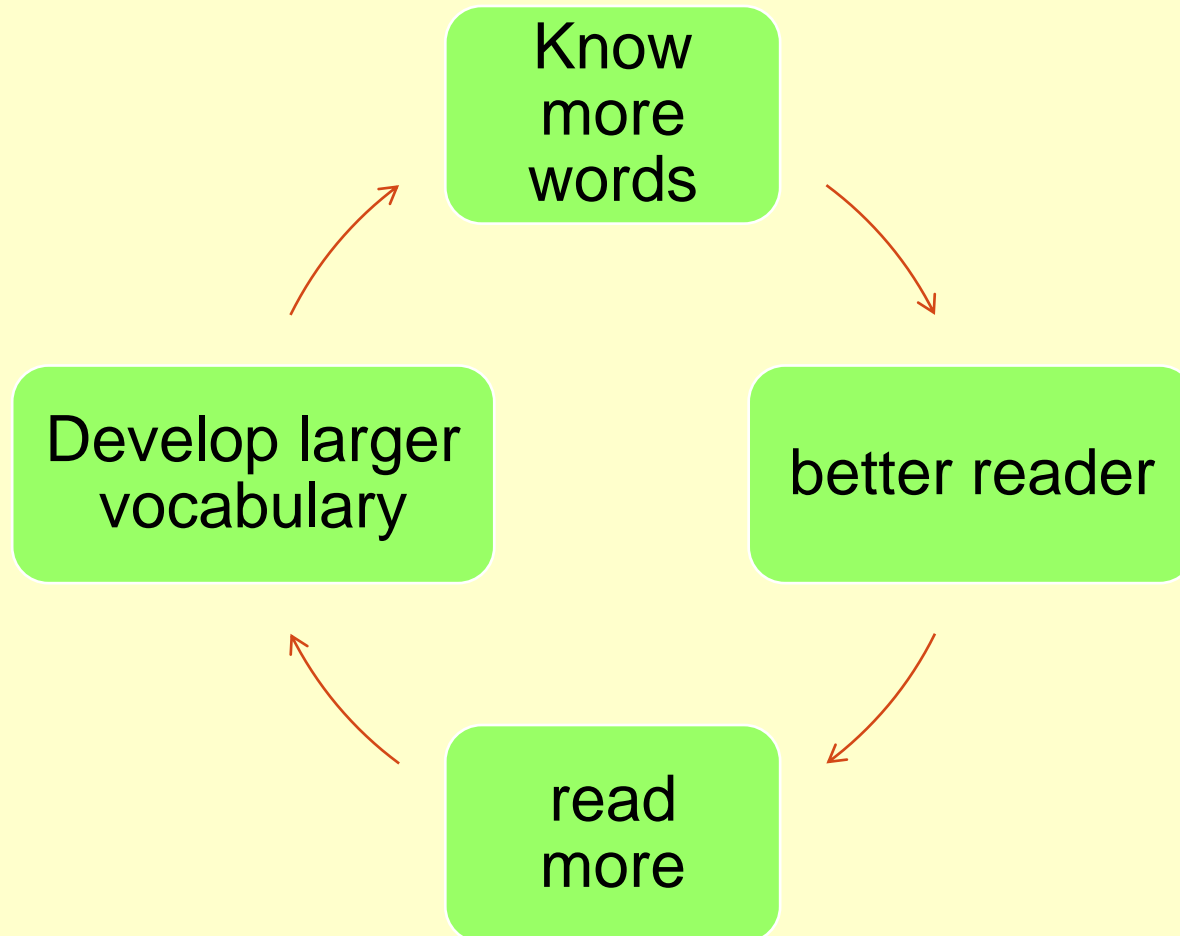 Know
more
words
better reader
read
more
Develop larger
vocabulary